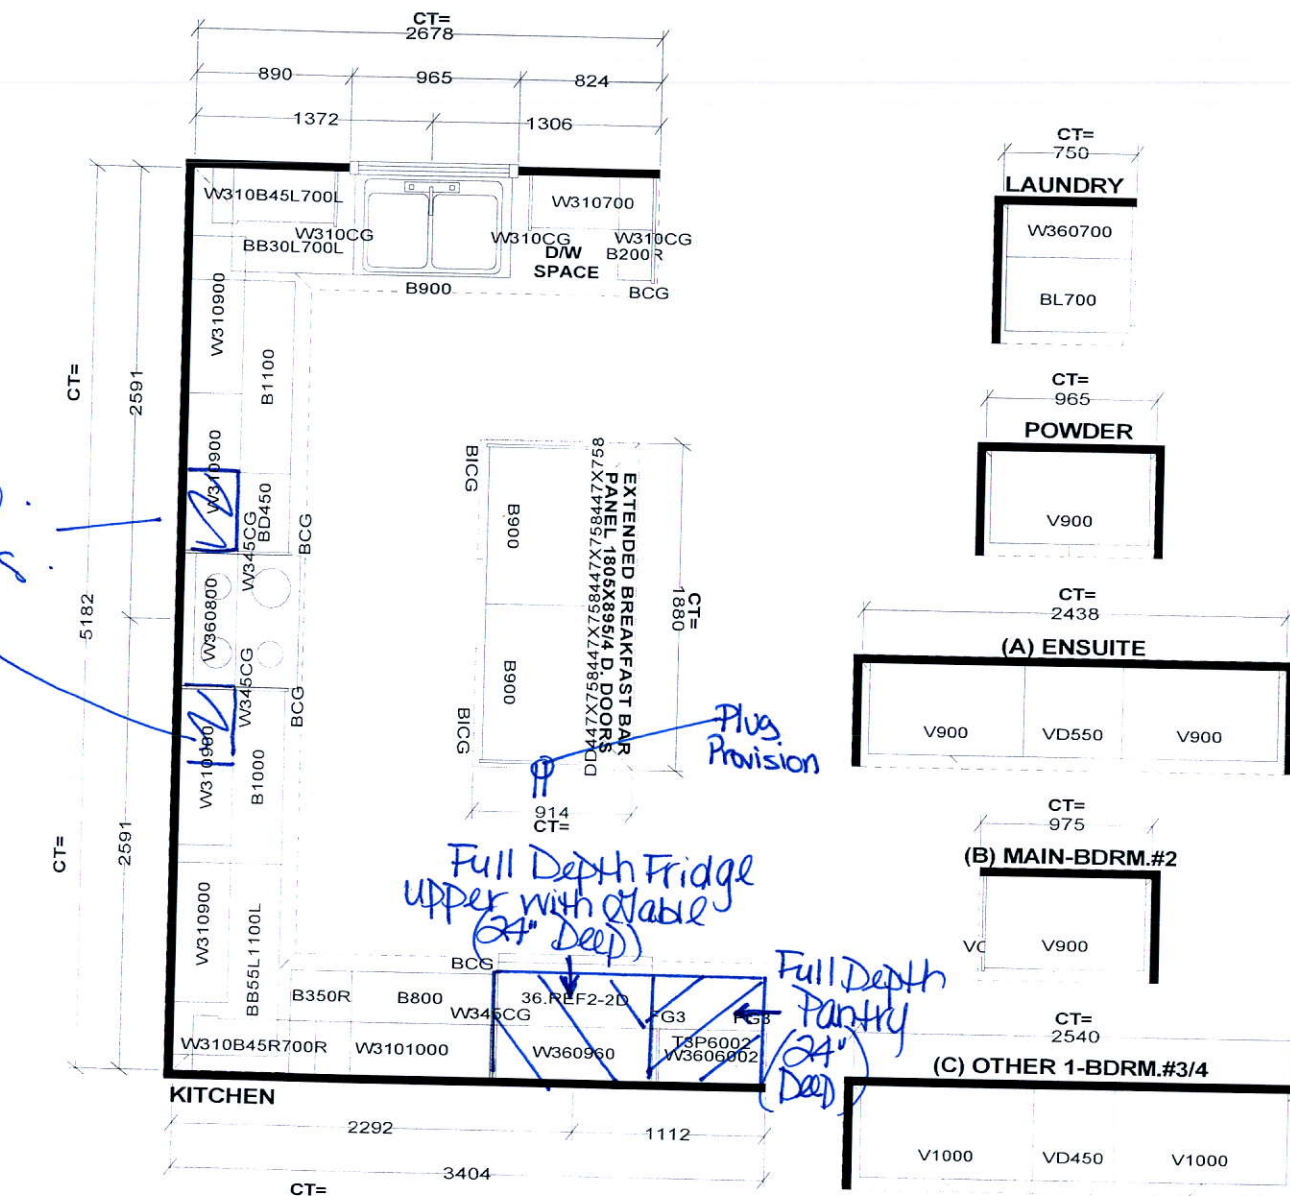 CT=
2678
890
965
824
1372
1306
W310B45L700L
W310CG
BB30L700L
W310700
W310CG
W310CG
D/W
SPACE
B200R
B900
BCG
W310900
B1100
CT=
2591
W310900
BD450
W345CG
BCG
5182
W360800
W345CG
BCG
W310900
B1000
CT=
2591
W310900
BB55L1100L
BICG
B900
B900
BICG
EXTENDED BREAKFAST BAR
PANEL 1805X895/4 D. DOORS
CT=
1880
Plug
Provision
914
CT=
Full Depth Fridge
upper with Gable
(24" Deep)
Full Depth
Pantry
(24"
Deep)
BCG
B350R
B800
W345CG
36.REF2-2D
FG3
FG3
W310B45R700R
W3101000
W360960
T3P6002
W3606002
KITCHEN
2292
1112
3404
CT=
CT=
750
LAUNDRY
W360700
BL700
CT=
965
POWDER
V900
CT=
2438
(A) ENSUITE
V900
VD550
V900
CT=
975
(B) MAIN-BDRM.#2
V900
CT=
2540
(C) OTHER 1-BDRM.#3/4
V1000
VD450
V1000